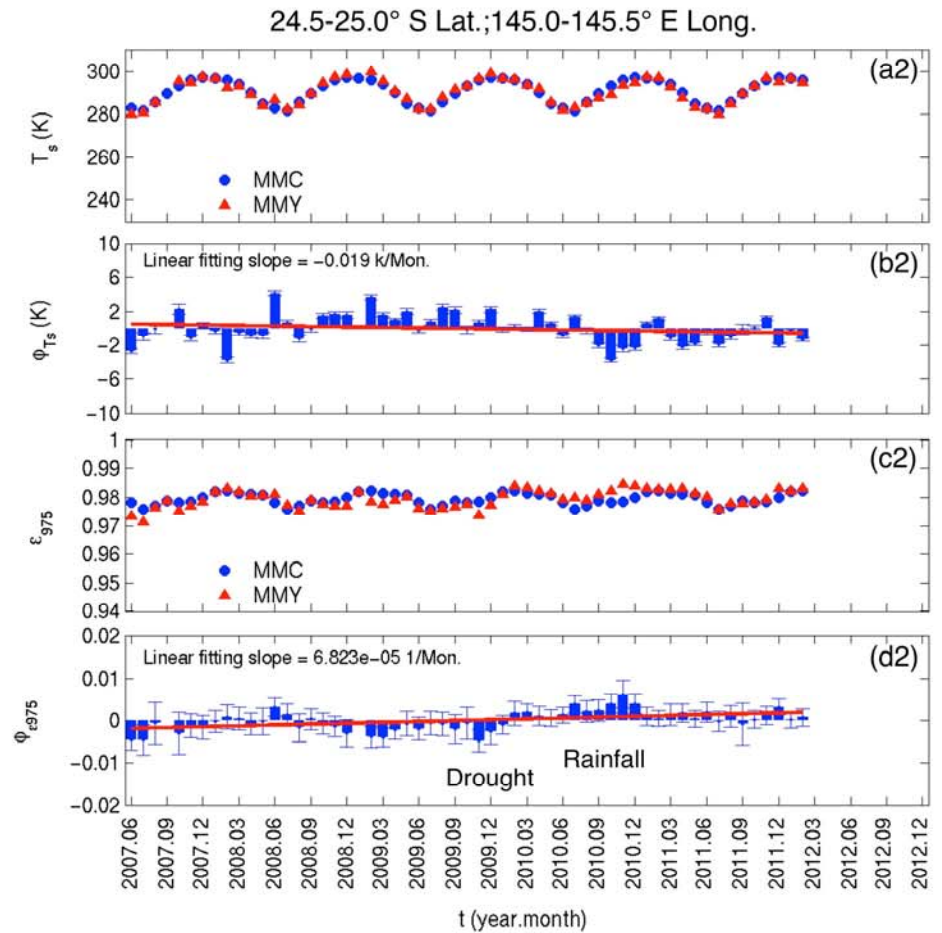 24.5-25.0° S Lat.;145.0-145.5° E Long.
(a2)
300
280
260
240
T_s (K)
MMC
MMY
(b2)
Linear fitting slope = −0.019 k/Mon.
10
6
2
−2
−6
−10
φ_Ts (K)
(c2)
1
0.99
0.98
0.97
0.96
0.95
0.94
ε_975
MMC
MMY
(d2)
Linear fitting slope = 6.823e−05 1/Mon.
0.02
0.01
0
−0.01
−0.02
φ_ε975
Drought
Rainfall
2007.06
2007.09
2007.12
2008.03
2008.06
2008.09
2008.12
2009.03
2009.06
2009.09
2009.12
2010.03
2010.06
2010.09
2010.12
2011.03
2011.06
2011.09
2011.12
2012.03
2012.06
2012.09
2012.12
t (year.month)